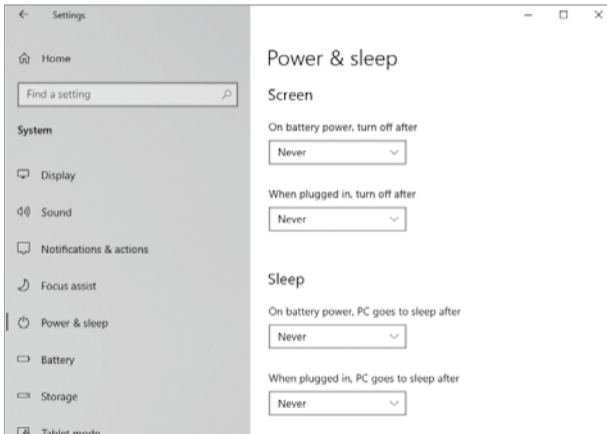 Settings
Home
Find a setting
System
Display
Sound
Notifications & actions
Focus assist
Power & sleep
Battery
Storage
Tablet mode
Power & sleep
Screen
On battery power, turn off after
Never
When plugged in, turn off after
Never
Sleep
On battery power, PC goes to sleep after
Never
When plugged in, PC goes to sleep after
Never